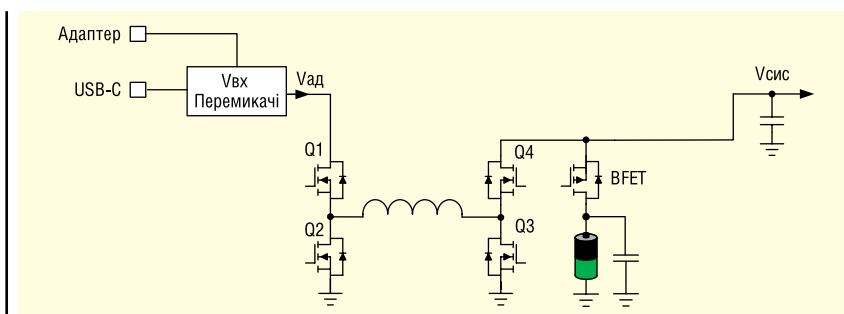 Адаптер
USB-C
Vвх
Перемикачі
Vад
Vсис
Q1
Q4
BFET
Q2
Q3